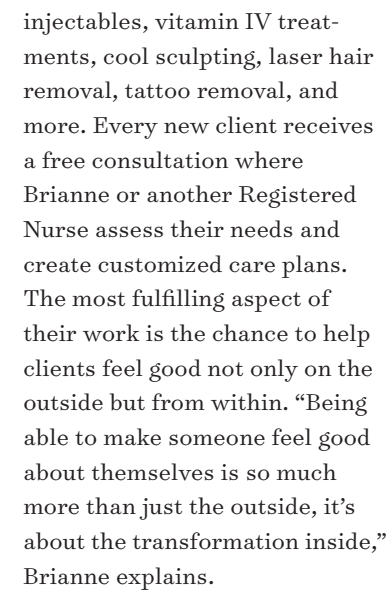 injectables, vitamin IV treat-
ments, cool sculpting, laser hair
removal, tattoo removal, and
more. Every new client receives
a free consultation where
Brianne or another Registered
Nurse assess their needs and
create customized care plans.
The most fulfilling aspect of
their work is the chance to help
clients feel good not only on the
outside but from within. “Being
able to make someone feel good
about themselves is so much
more than just the outside, it’s
about the transformation inside,”
Brianne explains.